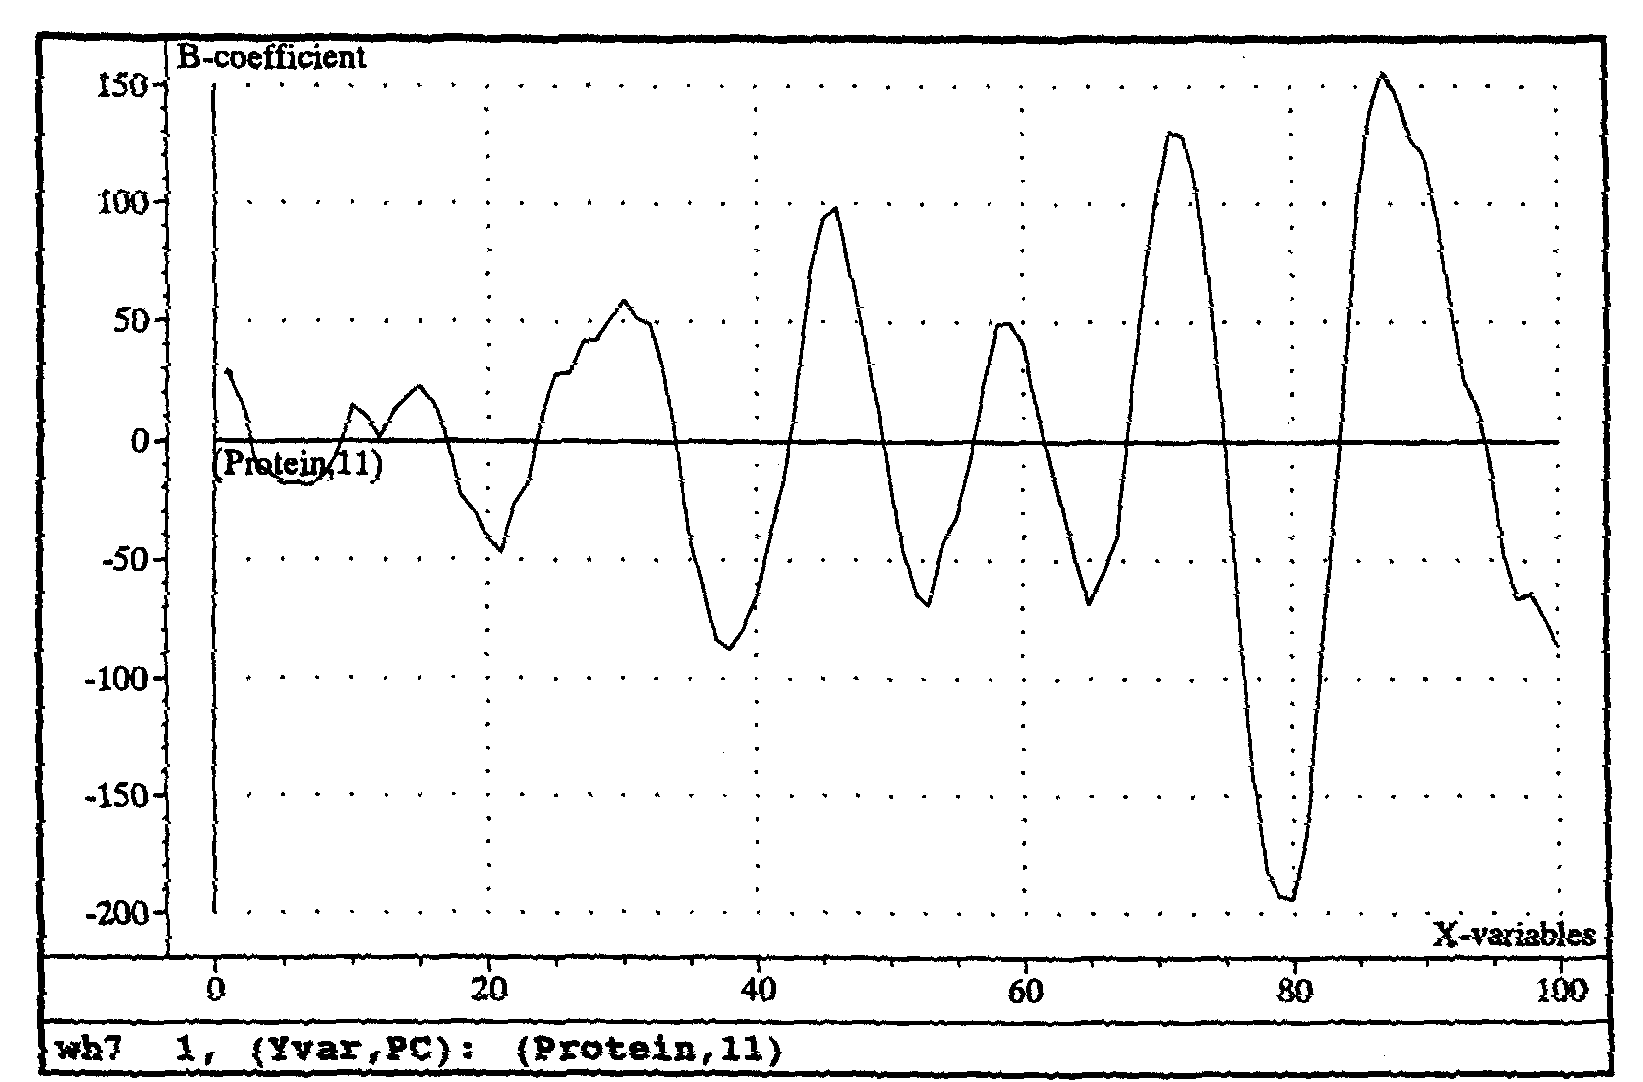 B-coefficient
150
100
50
0
(Protein,11)
-50
-100
-150
-200
X-variables
0 20 40 60 80 100
wh7 1, (Yvar,PC): (Protein,11)